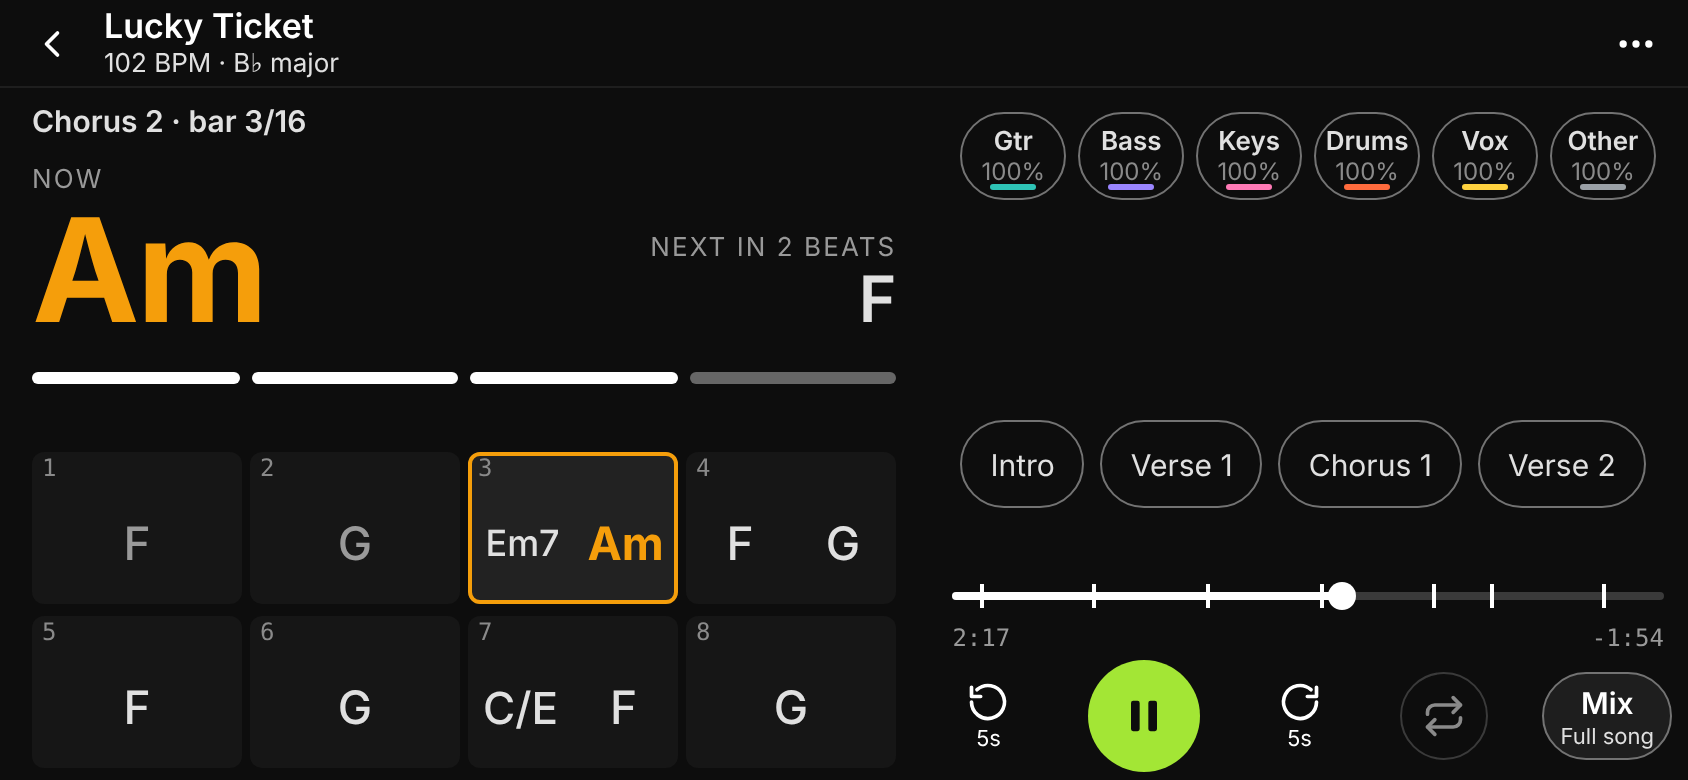 Lucky Ticket
102 BPM · B♭ major
Chorus 2 · bar 3/16
NOW
Am
NEXT IN 2 BEATS
F
1
F
2
G
3
Em7 Am
4
F G
5
F
6
G
7
C/E F
8
G
Gtr
100%
Bass
100%
Keys
100%
Drums
100%
Vox
100%
Other
100%
Intro
Verse 1
Chorus 1
Verse 2
2:17
-1:54
5s
5s
Mix
Full song